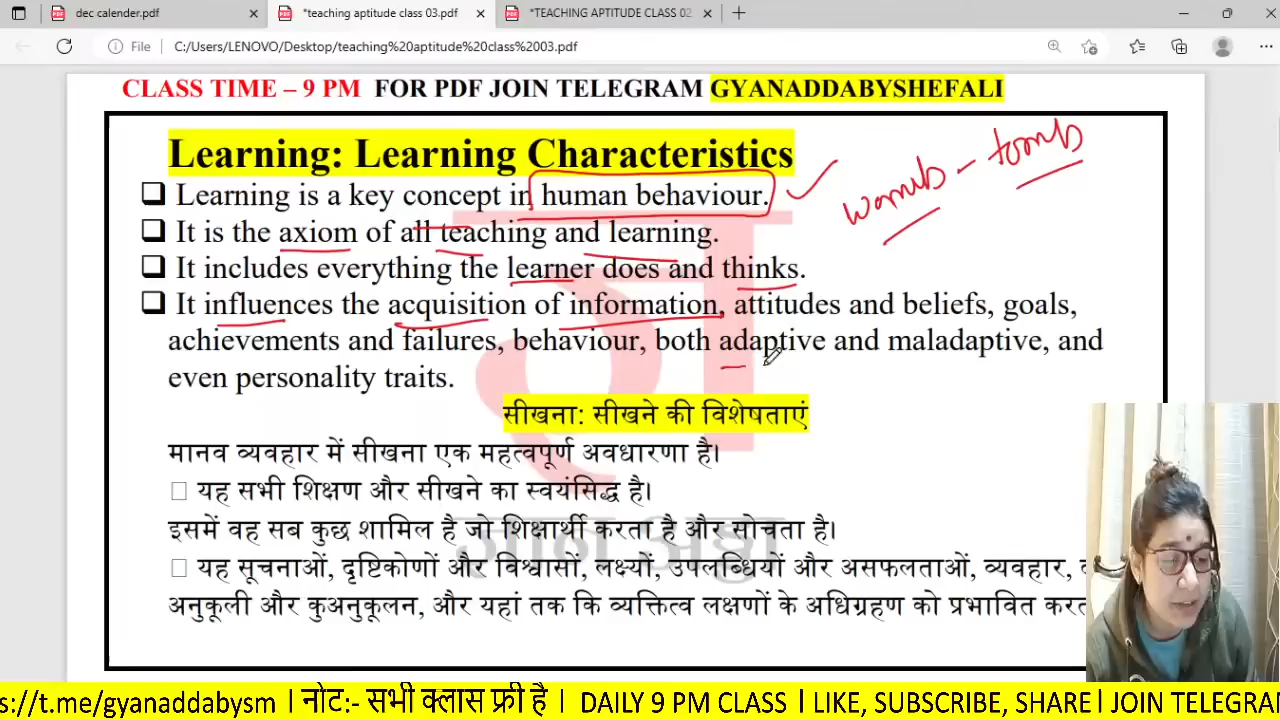 dec calender.pdf
*teaching aptitude class 03.pdf
*TEACHING APTITUDE CLASS 02.
File
C:/Users/LENOVO/Desktop/teaching%20aptitude%20class%2003.pdf
CLASS TIME – 9 PM FOR PDF JOIN TELEGRAM GYANADDABYSHEFALI
Learning: Learning Characteristics
womb - tomb
❑ Learning is a key concept in human behaviour.
❑ It is the axiom of all teaching and learning.
❑ It includes everything the learner does and thinks.
❑ It influences the acquisition of information, attitudes and beliefs, goals,
achievements and failures, behaviour, both adaptive and maladaptive, and
even personality traits.
सीखना: सीखने की विशेषताएं
मानव व्यवहार में सीखना एक महत्वपूर्ण अवधारणा है।
□ यह सभी शिक्षण और सीखने का स्वयंसिद्ध है।
इसमें वह सब कुछ शामिल है जो शिक्षार्थी करता है और सोचता है।
□ यह सूचनाओं, दृष्टिकोणों और विश्वासों, लक्ष्यों, उपलब्धियों और असफलताओं, व्यवहार,
अनुकूली और कुअनुकूलन, और यहां तक कि व्यक्तित्व लक्षणों के अधिग्रहण को प्रभावित
s://t.me/gyanaddabysm । नोट:- सभी क्लास फ्री है । DAILY 9 PM CLASS । LIKE, SUBSCRIBE, SHARE। JOIN TELEGRA